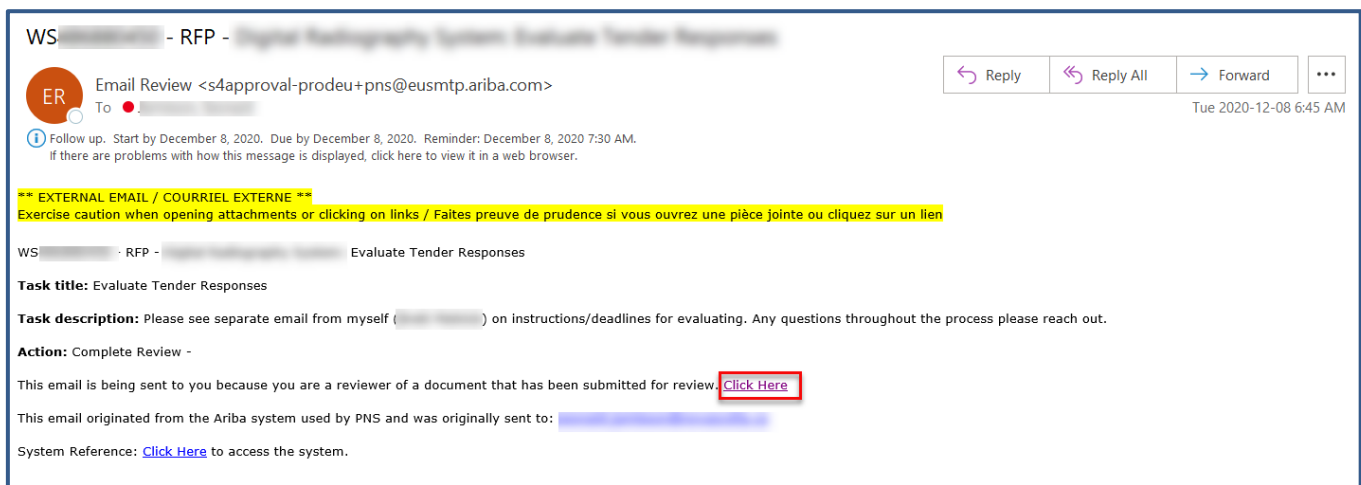 WS - RFP -
ER
Email Review <s4approval-prodeu+pns@eusmtp.ariba.com>
To
Reply
Reply All
Forward
Tue 2020-12-08 6:45 AM
Follow up. Start by December 8, 2020. Due by December 8, 2020. Reminder: December 8, 2020 7:30 AM.
If there are problems with how this message is displayed, click here to view it in a web browser.
** EXTERNAL EMAIL / COURRIEL EXTERNE **
Exercise caution when opening attachments or clicking on links / Faites preuve de prudence si vous ouvrez une pièce jointe ou cliquez sur un lien
WS - RFP - Evaluate Tender Responses
Task title: Evaluate Tender Responses
Task description: Please see separate email from myself ( ) on instructions/deadlines for evaluating. Any questions throughout the process please reach out.
Action: Complete Review -
This email is being sent to you because you are a reviewer of a document that has been submitted for review. Click Here
This email originated from the Ariba system used by PNS and was originally sent to:
System Reference: Click Here to access the system.